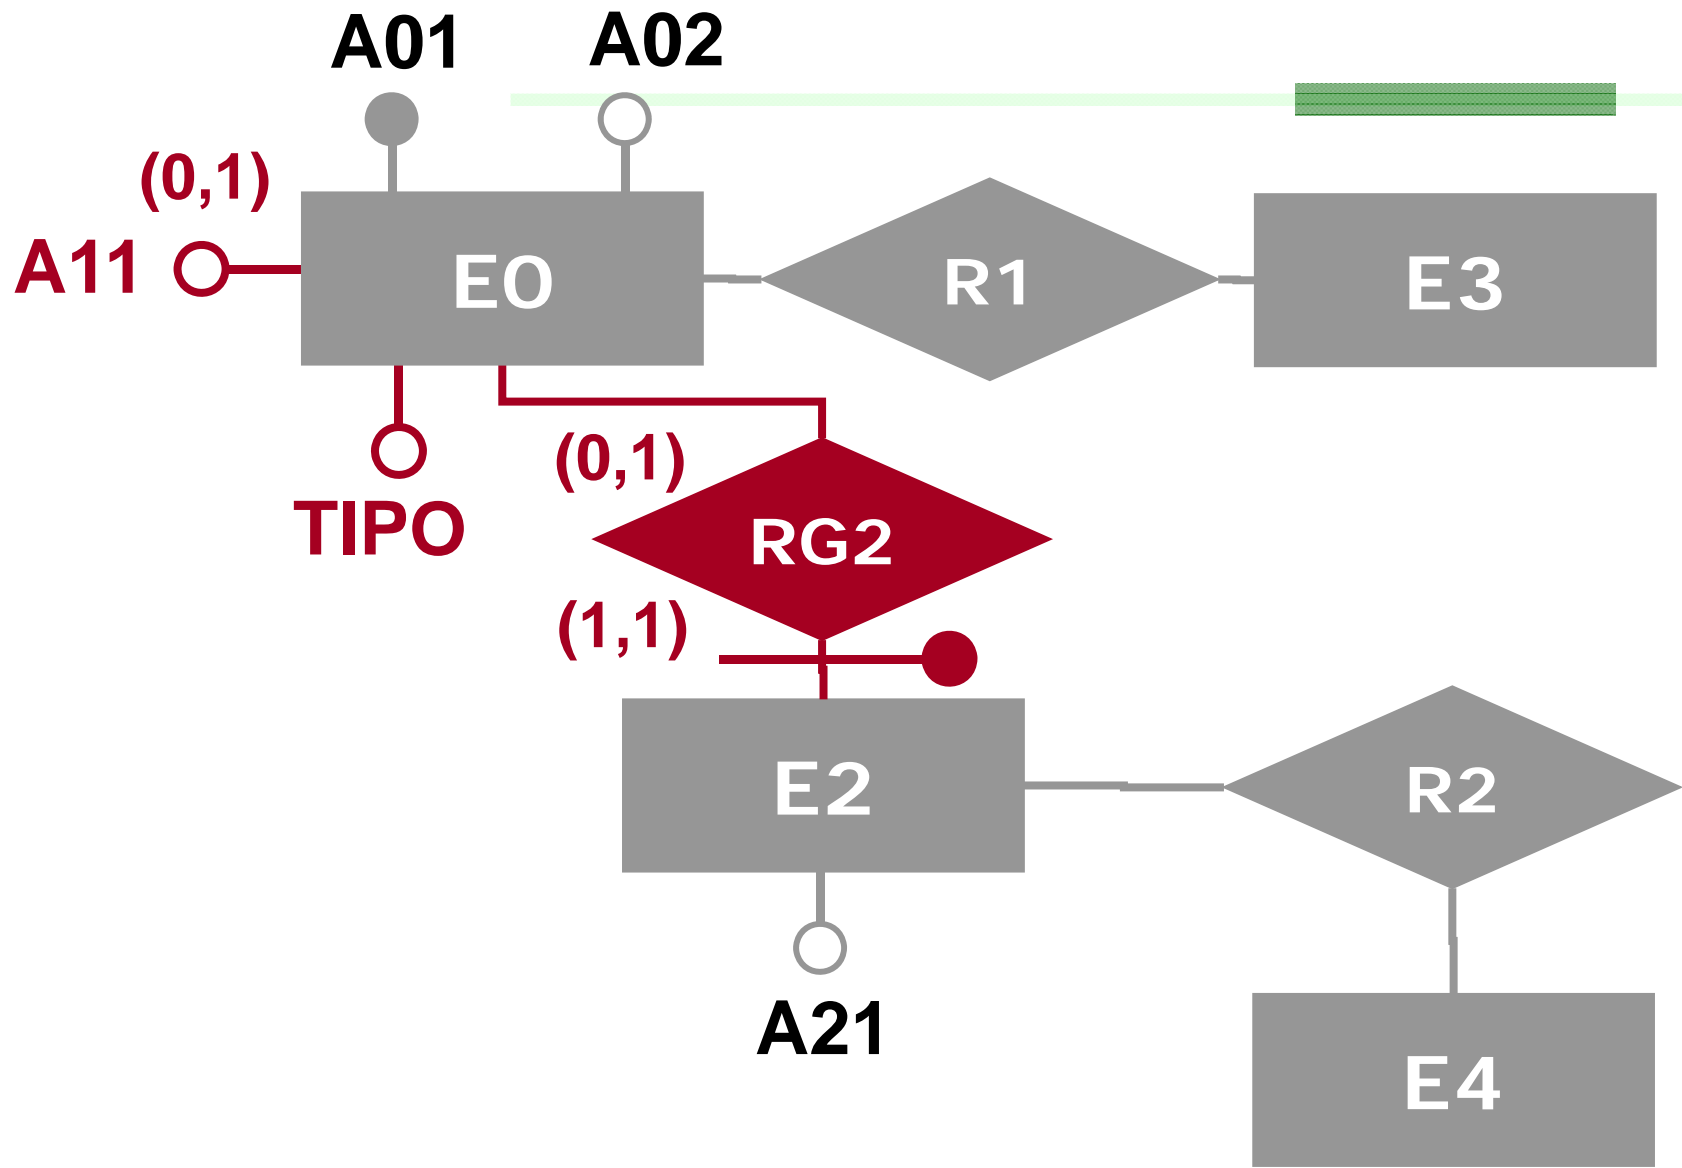 A01
A02
(0,1)
A11
E0
R1
E3
(0,1)
TIPO
RG2
(1,1)
E2
R2
A21
E4